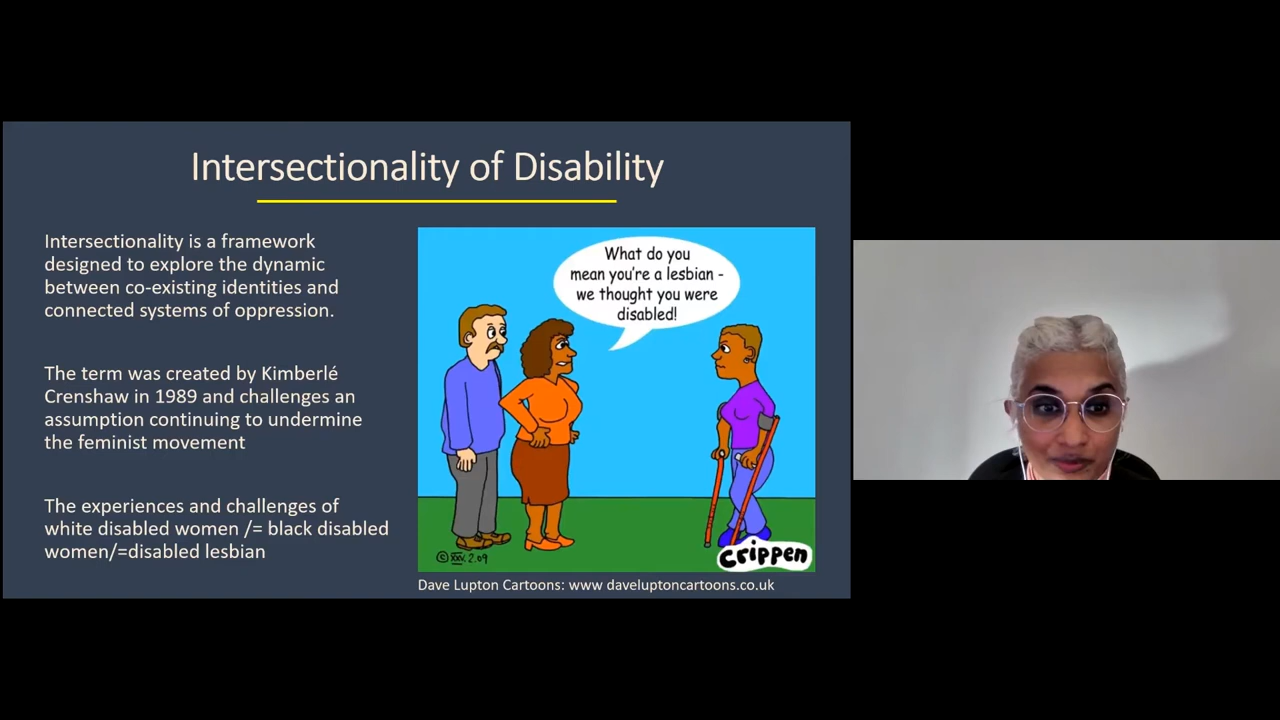 Intersectionality of Disability
Intersectionality is a framework
designed to explore the dynamic
between co-existing identities and
connected systems of oppression.
The term was created by Kimberlé
Crenshaw in 1989 and challenges an
assumption continuing to undermine
the feminist movement
The experiences and challenges of
white disabled women /= black disabled
women/=disabled lesbian
What do you
mean you're a lesbian -
we thought you were
disabled!
© 2.09
crippen
Dave Lupton Cartoons: www daveluptoncartoons.co.uk